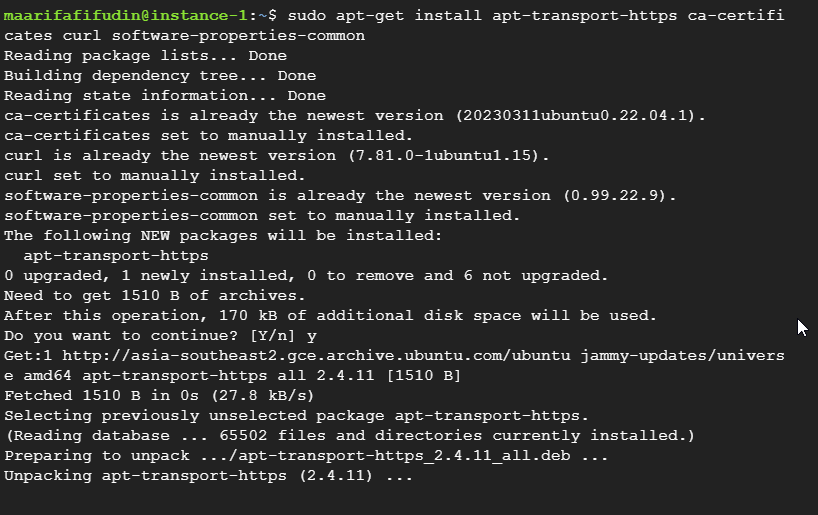 maarifafifudin@instance-1:~$ sudo apt-get install apt-transport-https ca-certifi
cates curl software-properties-common
Reading package lists... Done
Building dependency tree... Done
Reading state information... Done
ca-certificates is already the newest version (20230311ubuntu0.22.04.1).
ca-certificates set to manually installed.
curl is already the newest version (7.81.0-1ubuntu1.15).
curl set to manually installed.
software-properties-common is already the newest version (0.99.22.9).
software-properties-common set to manually installed.
The following NEW packages will be installed:
  apt-transport-https
0 upgraded, 1 newly installed, 0 to remove and 6 not upgraded.
Need to get 1510 B of archives.
After this operation, 170 kB of additional disk space will be used.
Do you want to continue? [Y/n] y
Get:1 http://asia-southeast2.gce.archive.ubuntu.com/ubuntu jammy-updates/univers
e amd64 apt-transport-https all 2.4.11 [1510 B]
Fetched 1510 B in 0s (27.8 kB/s)
Selecting previously unselected package apt-transport-https.
(Reading database ... 65502 files and directories currently installed.)
Preparing to unpack .../apt-transport-https_2.4.11_all.deb ...
Unpacking apt-transport-https (2.4.11) ...